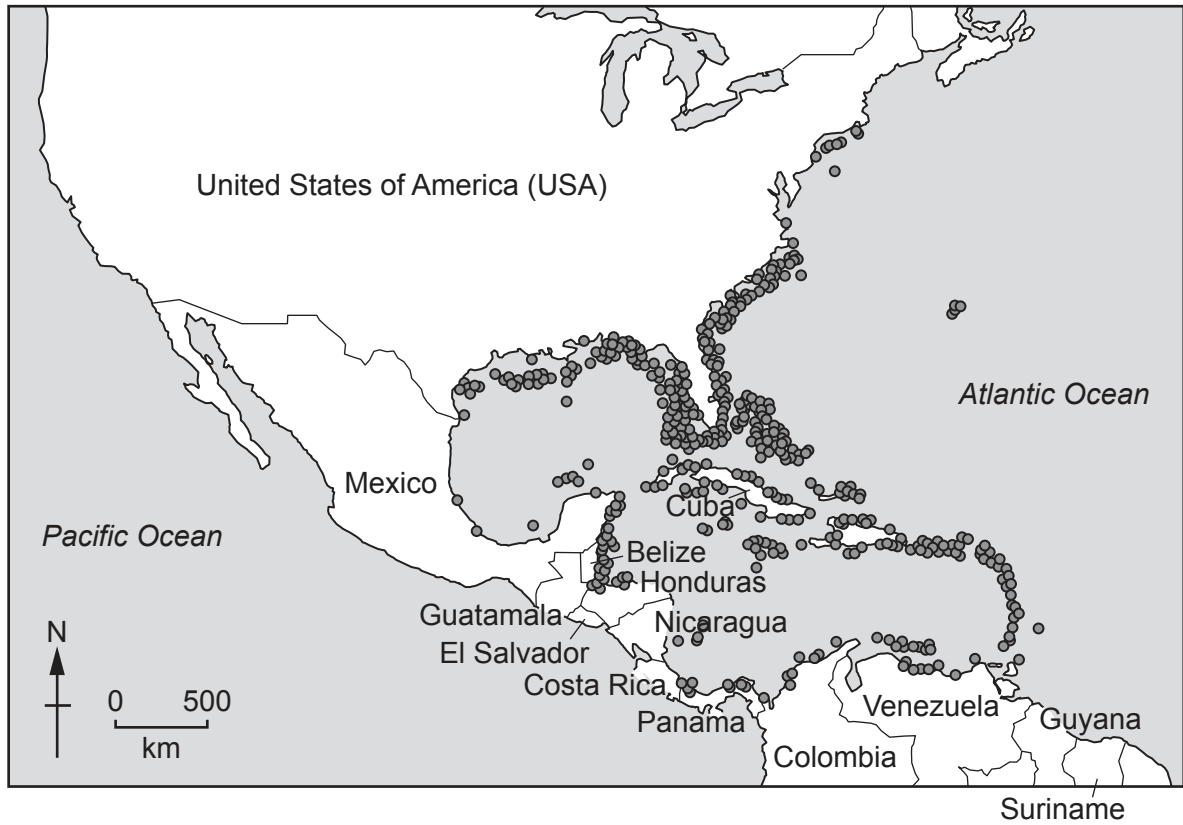 United States of America (USA)
Atlantic Ocean
Mexico
Cuba
Pacific Ocean
Belize
Honduras
Guatamala
Nicaragua
El Salvador
N
Costa Rica
0 500
km
Panama
Venezuela
Guyana
Colombia
Suriname